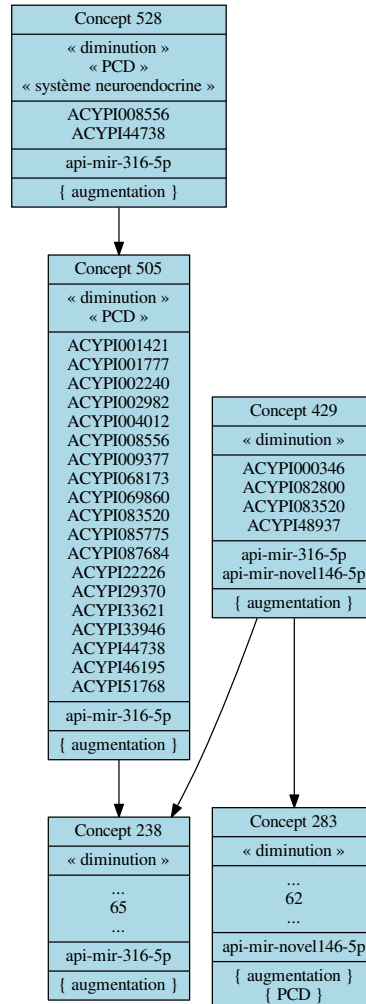 Concept 528
« diminution »
« PCD »
« système neuroendocrine »
ACYPI008556
ACYPI44738
api-mir-316-5p
{ augmentation }
Concept 505
« diminution »
« PCD »
ACYPI001421
ACYPI001777
ACYPI002240
ACYPI002982
ACYPI004012
ACYPI008556
ACYPI009377
ACYPI068173
ACYPI069860
ACYPI083520
ACYPI085775
ACYPI087684
ACYPI22226
ACYPI29370
ACYPI33621
ACYPI33946
ACYPI44738
ACYPI46195
ACYPI51768
api-mir-316-5p
{ augmentation }
Concept 429
« diminution »
ACYPI000346
ACYPI082800
ACYPI083520
ACYPI48937
api-mir-316-5p
api-mir-novel146-5p
{ augmentation }
Concept 238
« diminution »
...
65
...
api-mir-316-5p
{ augmentation }
Concept 283
« diminution »
...
62
...
api-mir-novel146-5p
{ augmentation }
{ PCD }